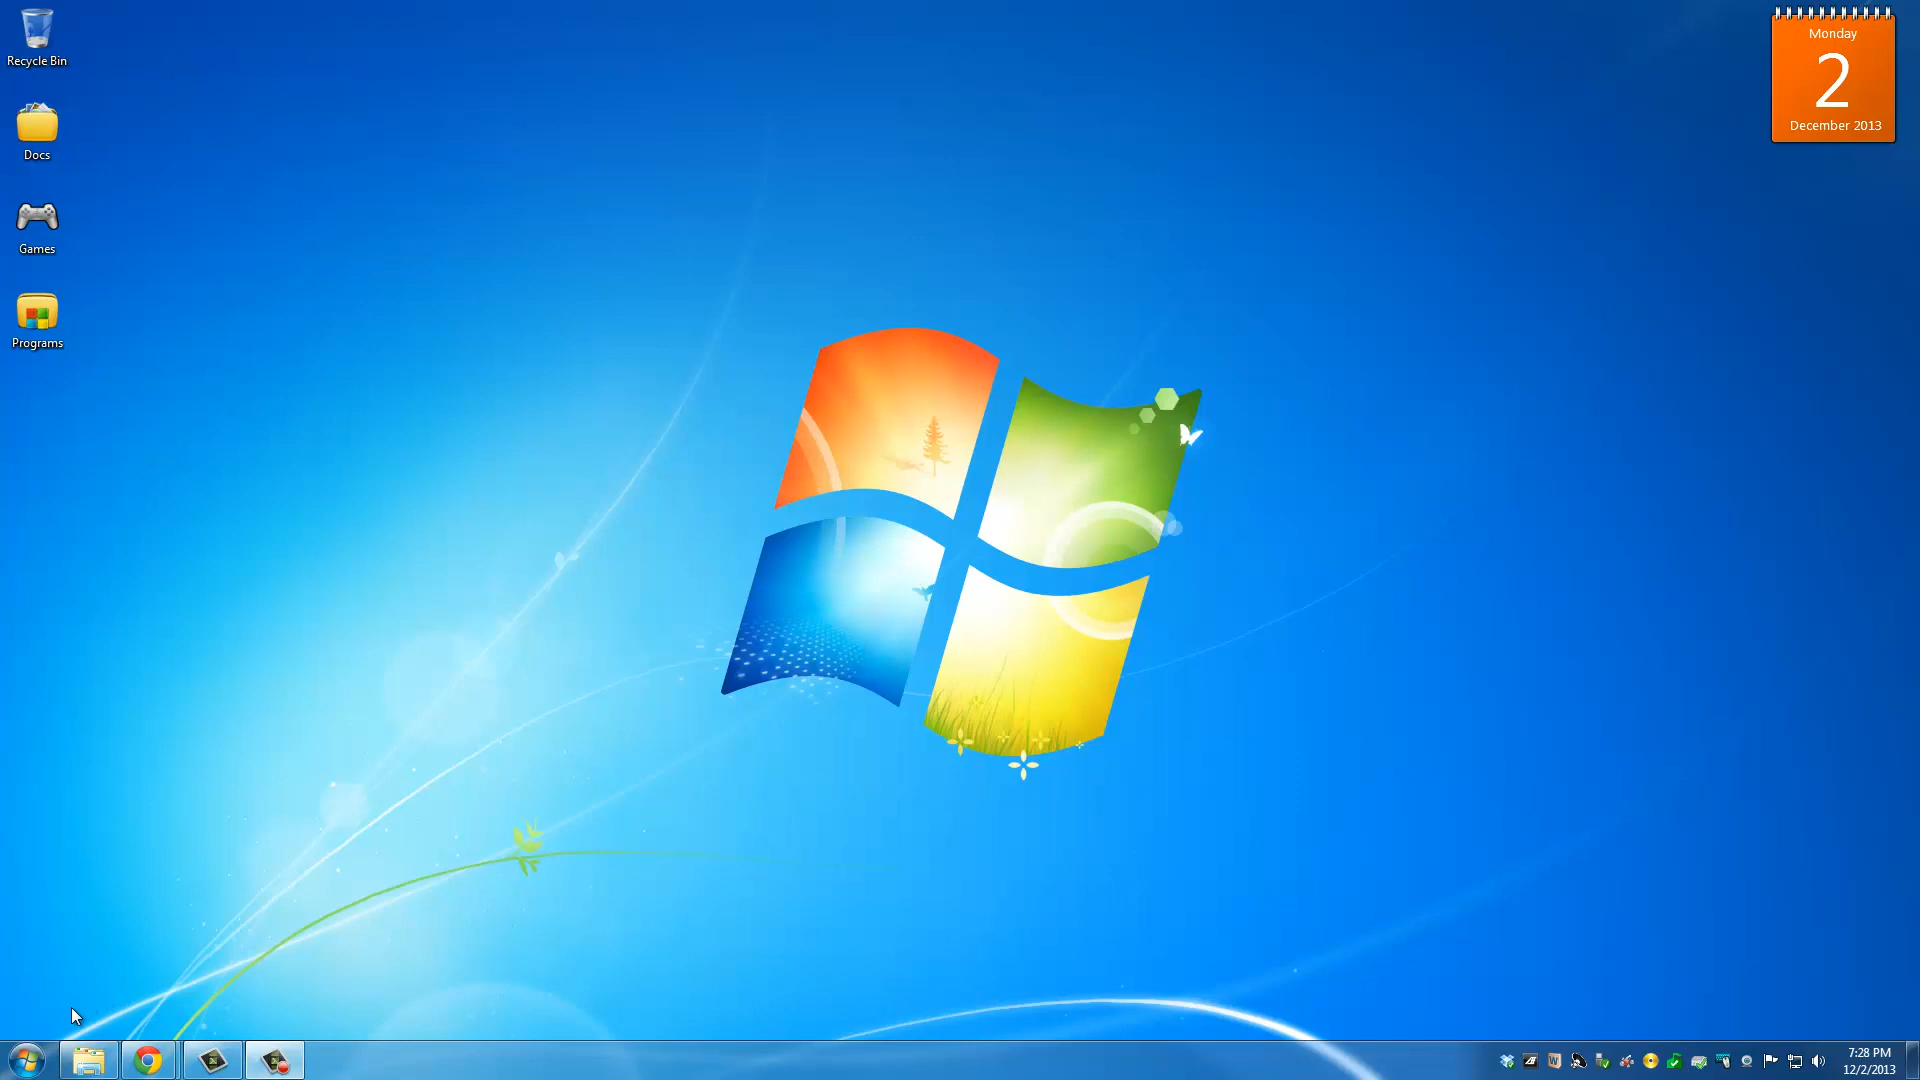 Recycle Bin
Docs
Games
Programs
Monday
2
December 2013
7:28 PM
12/2/2013